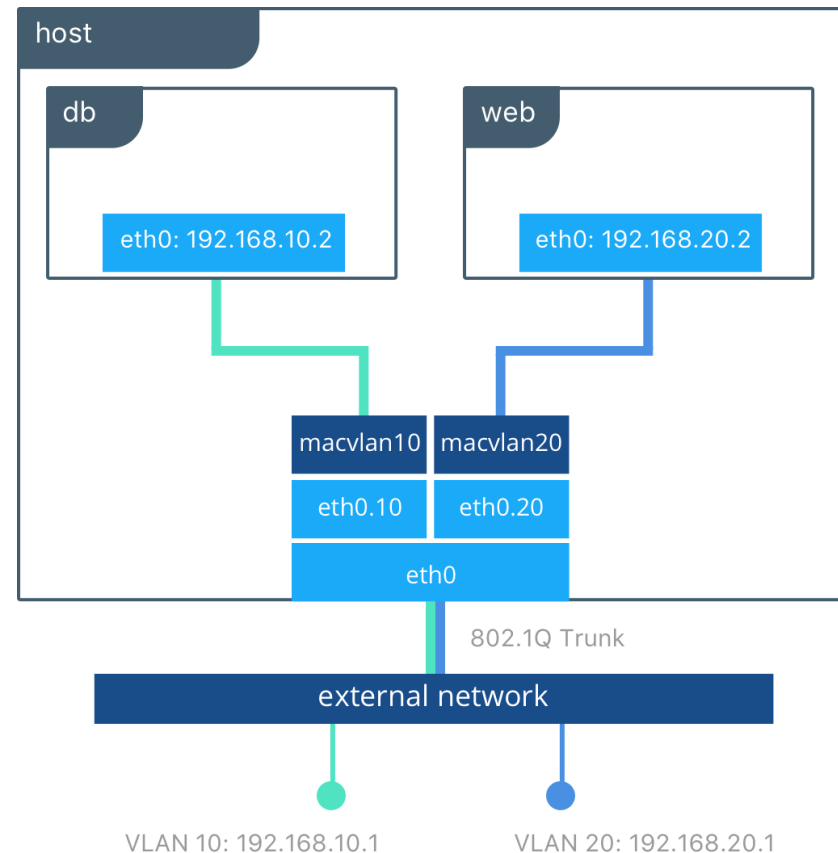 host
db
web
eth0: 192.168.10.2
eth0: 192.168.20.2
macvlan10
macvlan20
eth0.10
eth0.20
eth0
802.1Q Trunk
external network
VLAN 10: 192.168.10.1
VLAN 20: 192.168.20.1